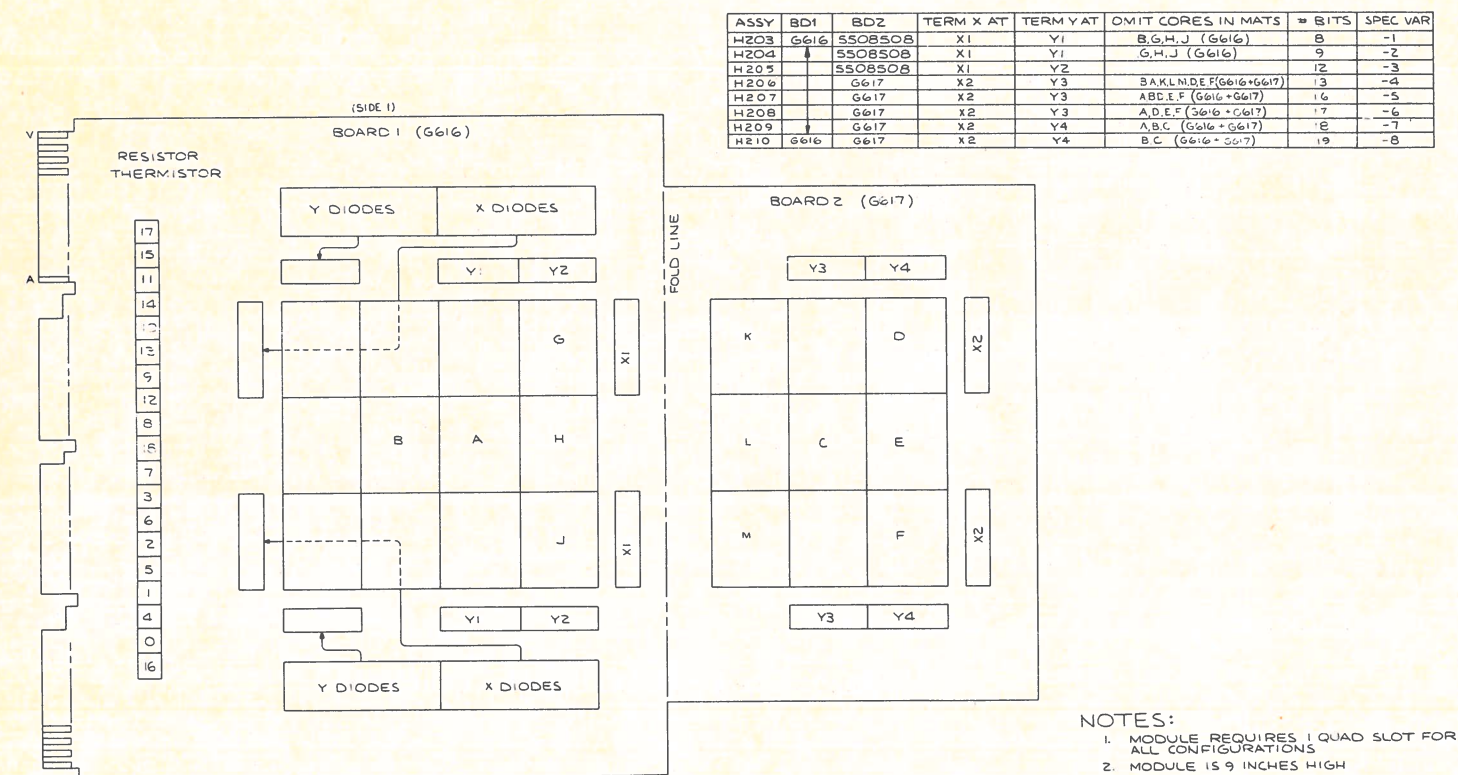 ASSY BD1 BD2 TERM X AT TERM Y AT OMIT CORES IN MATS # BITS SPEC VAR
H203 G616 5508508 X1 Y1 B,G,H,J (G616) 8 -1
H204 5508508 X1 Y1 G,H,J (G616) 9 -2
H205 5508508 X1 Y2 12 -3
H206 G617 X2 Y3 B A,K,L M,D,E F(G616+G617) 13 -4
H207 G617 X2 Y3 ABC,E,F (G616+G617) 16 -5
H208 G617 X2 Y3 A,D,E,F (G616+G617) 17 -6
H209 G617 X2 Y4 A,B,C (G616+G617) 18 -7
H210 G616 G617 X2 Y4 B C (G616+G617) 19 -8
(SIDE 1)
BOARD 1 (G616)
V
RESISTOR
THERMISTOR
Y DIODES X DIODES
BOARD 2 (G617)
FOLD LINE
17
15
11
14
13
9
12
8
7
3
6
2
5
1
4
0
16
A
Y1 Y2
Y3 Y4
G
X1
K D
X2
B A H
L C E
J
X1
M F
X2
Y1 Y2
Y3 Y4
Y DIODES X DIODES
NOTES:
1. MODULE REQUIRES 1 QUAD SLOT FOR
ALL CONFIGURATIONS
2. MODULE IS 9 INCHES HIGH